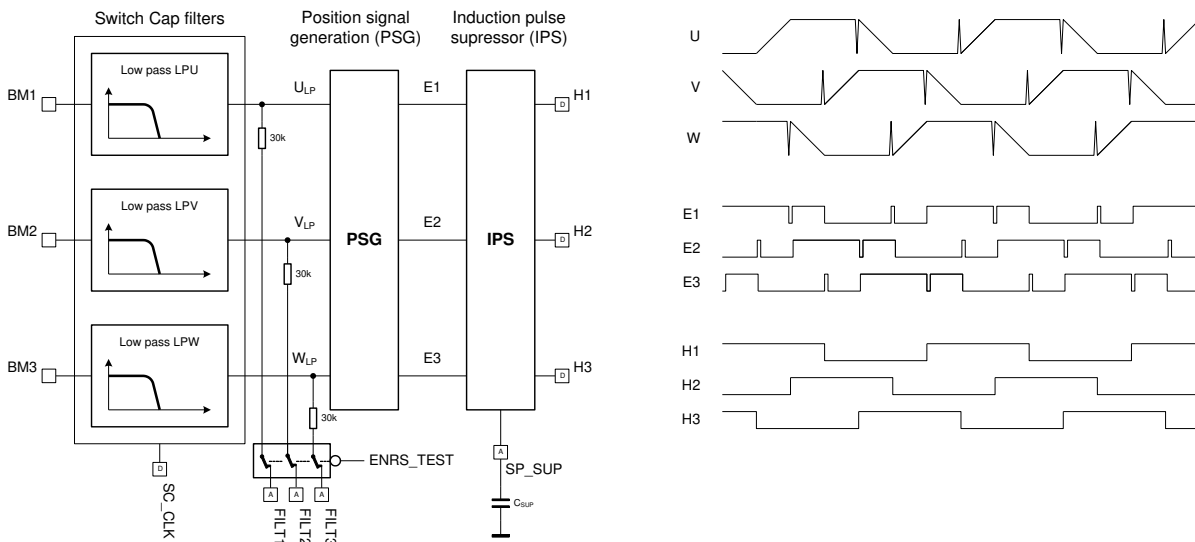 Switch Cap filters
Position signal
generation (PSG)
Induction pulse
supressor (IPS)
Low pass LPU
BM1
ULP
E1
D
H1
30k
Low pass LPV
BM2
VLP
PSG
E2
IPS
D
H2
30k
Low pass LPW
BM3
WLP
E3
D
H3
30k
ENRS_TEST
D
SC_CLK
A
A
A
FILT1
FILT2
FILT3
A
SP_SUP
CSUP
U
V
W
E1
E2
E3
H1
H2
H3